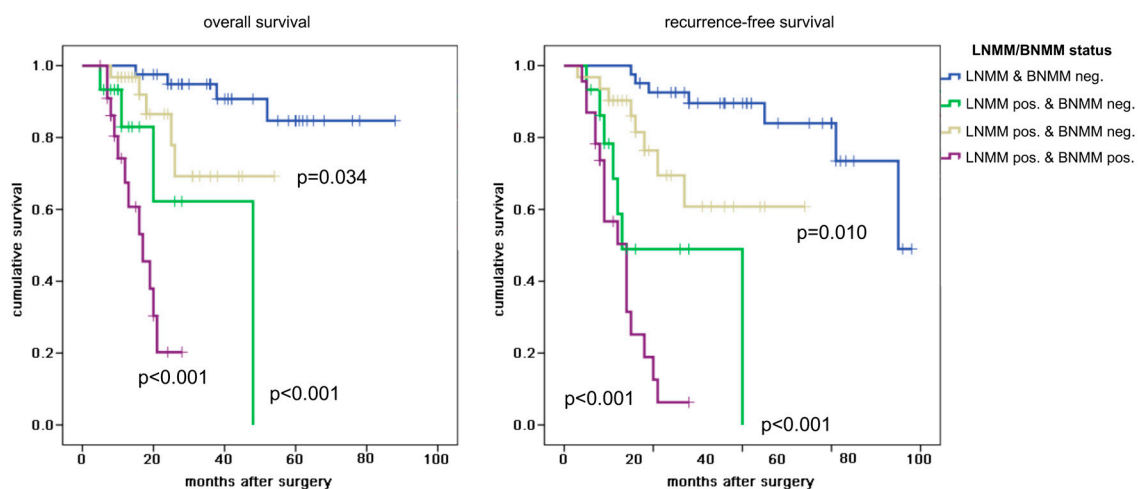 overall survival
1.0
0.8
0.6
0.4
0.2
0.0
cumulative survival
0 20 40 60 80 100
months after surgery
p=0.034
p<0.001
p<0.001
recurrence-free survival
1.0
0.8
0.6
0.4
0.2
0.0
cumulative survival
0 20 40 60 80 100
months after surgery
p=0.010
p<0.001
p<0.001
LNMM/BNMM status
LNMM & BNMM neg.
LNMM pos. & BNMM neg.
LNMM pos. & BNMM neg.
LNMM pos. & BNMM pos.